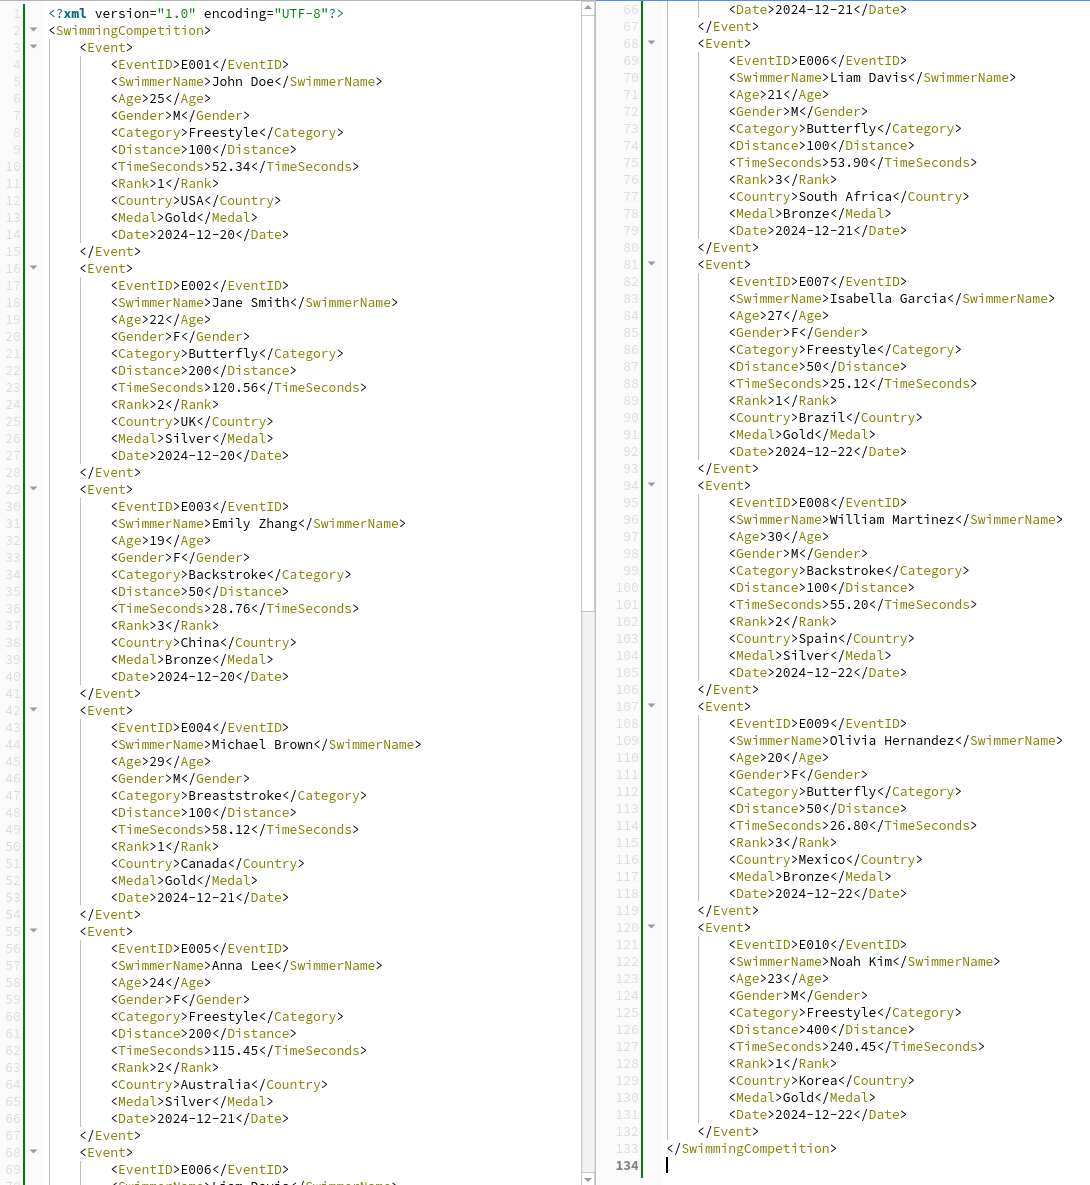 1 <?xml version="1.0" encoding="UTF-8"?>
2 <SwimmingCompetition>
3 <Event>
4 <EventID>E001</EventID>
5 <SwimmerName>John Doe</SwimmerName>
6 <Age>25</Age>
7 <Gender>M</Gender>
8 <Category>Freestyle</Category>
9 <Distance>100</Distance>
10 <TimeSeconds>52.34</TimeSeconds>
11 <Rank>1</Rank>
12 <Country>USA</Country>
13 <Medal>Gold</Medal>
14 <Date>2024-12-20</Date>
15 </Event>
16 <Event>
17 <EventID>E002</EventID>
18 <SwimmerName>Jane Smith</SwimmerName>
19 <Age>22</Age>
20 <Gender>F</Gender>
21 <Category>Butterfly</Category>
22 <Distance>200</Distance>
23 <TimeSeconds>120.56</TimeSeconds>
24 <Rank>2</Rank>
25 <Country>UK</Country>
26 <Medal>Silver</Medal>
27 <Date>2024-12-20</Date>
28 </Event>
29 <Event>
30 <EventID>E003</EventID>
31 <SwimmerName>Emily Zhang</SwimmerName>
32 <Age>19</Age>
33 <Gender>F</Gender>
34 <Category>Backstroke</Category>
35 <Distance>50</Distance>
36 <TimeSeconds>28.76</TimeSeconds>
37 <Rank>3</Rank>
38 <Country>China</Country>
39 <Medal>Bronze</Medal>
40 <Date>2024-12-20</Date>
41 </Event>
42 <Event>
43 <EventID>E004</EventID>
44 <SwimmerName>Michael Brown</SwimmerName>
45 <Age>29</Age>
46 <Gender>M</Gender>
47 <Category>Breaststroke</Category>
48 <Distance>100</Distance>
49 <TimeSeconds>58.12</TimeSeconds>
50 <Rank>1</Rank>
51 <Country>Canada</Country>
52 <Medal>Gold</Medal>
53 <Date>2024-12-21</Date>
54 </Event>
55 <Event>
56 <EventID>E005</EventID>
57 <SwimmerName>Anna Lee</SwimmerName>
58 <Age>24</Age>
59 <Gender>F</Gender>
60 <Category>Freestyle</Category>
61 <Distance>200</Distance>
62 <TimeSeconds>115.45</TimeSeconds>
63 <Rank>2</Rank>
64 <Country>Australia</Country>
65 <Medal>Silver</Medal>
66 <Date>2024-12-21</Date>
67 </Event>
68 <Event>
69 <EventID>E006</EventID>
66 <Date>2024-12-21</Date>
67 </Event>
68 <Event>
69 <EventID>E006</EventID>
70 <SwimmerName>Liam Davis</SwimmerName>
71 <Age>21</Age>
72 <Gender>M</Gender>
73 <Category>Butterfly</Category>
74 <Distance>100</Distance>
75 <TimeSeconds>53.90</TimeSeconds>
76 <Rank>3</Rank>
77 <Country>South Africa</Country>
78 <Medal>Bronze</Medal>
79 <Date>2024-12-21</Date>
80 </Event>
81 <Event>
82 <EventID>E007</EventID>
83 <SwimmerName>Isabella Garcia</SwimmerName>
84 <Age>27</Age>
85 <Gender>F</Gender>
86 <Category>Freestyle</Category>
87 <Distance>50</Distance>
88 <TimeSeconds>25.12</TimeSeconds>
89 <Rank>1</Rank>
90 <Country>Brazil</Country>
91 <Medal>Gold</Medal>
92 <Date>2024-12-22</Date>
93 </Event>
94 <Event>
95 <EventID>E008</EventID>
96 <SwimmerName>William Martinez</SwimmerName>
97 <Age>30</Age>
98 <Gender>M</Gender>
99 <Category>Backstroke</Category>
100 <Distance>100</Distance>
101 <TimeSeconds>55.20</TimeSeconds>
102 <Rank>2</Rank>
103 <Country>Spain</Country>
104 <Medal>Silver</Medal>
105 <Date>2024-12-22</Date>
106 </Event>
107 <Event>
108 <EventID>E009</EventID>
109 <SwimmerName>Olivia Hernandez</SwimmerName>
110 <Age>20</Age>
111 <Gender>F</Gender>
112 <Category>Butterfly</Category>
113 <Distance>50</Distance>
114 <TimeSeconds>26.80</TimeSeconds>
115 <Rank>3</Rank>
116 <Country>Mexico</Country>
117 <Medal>Bronze</Medal>
118 <Date>2024-12-22</Date>
119 </Event>
120 <Event>
121 <EventID>E010</EventID>
122 <SwimmerName>Noah Kim</SwimmerName>
123 <Age>23</Age>
124 <Gender>M</Gender>
125 <Category>Freestyle</Category>
126 <Distance>400</Distance>
127 <TimeSeconds>240.45</TimeSeconds>
128 <Rank>1</Rank>
129 <Country>Korea</Country>
130 <Medal>Gold</Medal>
131 <Date>2024-12-22</Date>
132 </Event>
133 </SwimmingCompetition>
134